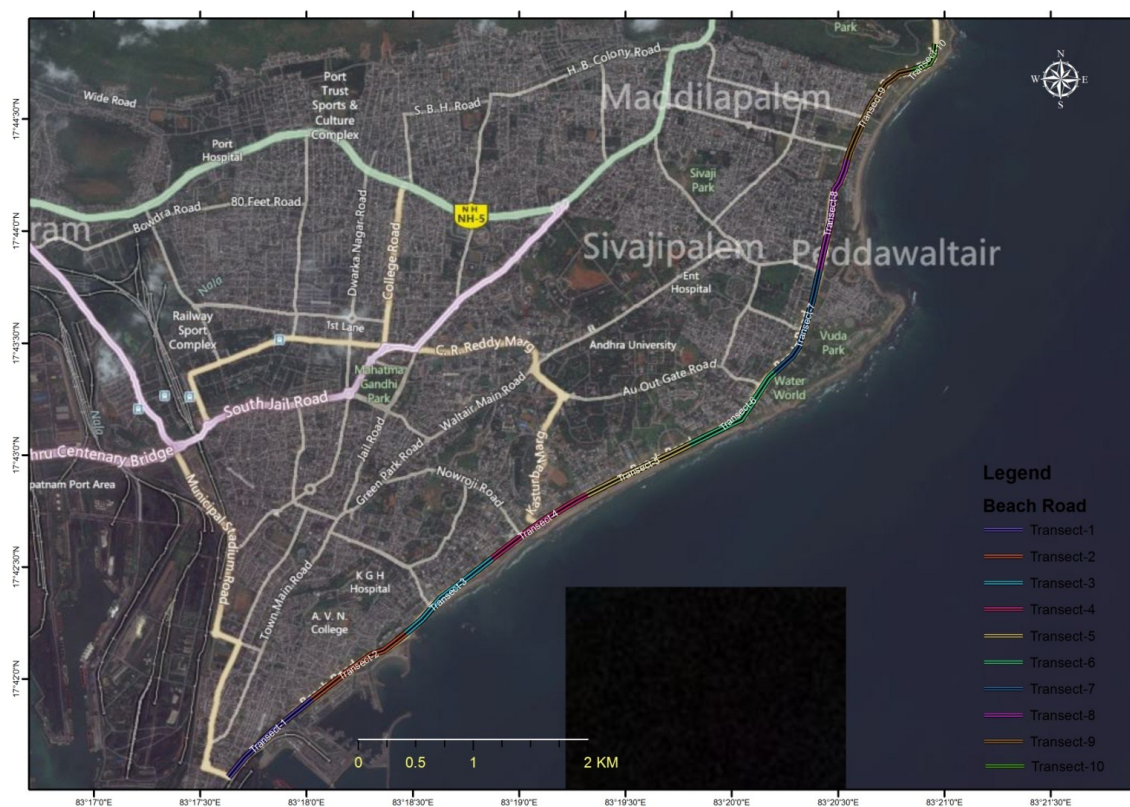 Park
N
W E
S
H. B. Colony Road
Port
Trust
Sports &
Culture
Complex
Wide Road
S. B. H. Road
Maddilapalem
Transect-10
Transect-9
17°44'30"N
Port
Hospital
Sivaji
Park
80 Feet Road
Bowdra Road
Dwarka Nagar Road
College Road
N H
NH-5
Transect-8
17°44'0"N
ram
Sivajipalem
Peddawaltair
Ent
Hospital
Nala
Railway
Sport
Complex
1st Lane
Transect-7
17°43'30"N
C. R. Reddy Marg
Andhra University
Vuda
Park
Mahatma
Gandhi
Park
Waltair Main Road
Au Out Gate Road
Water
World
South Jail Road
Nala
Transect-6
hru Centenary Bridge
17°43'0"N
Jail Road
Green Park Road
Kasturba Marg
Transect-5
Nowroji Road
patnam Port Area
Municipal Stadium Road
Transect-4
17°42'30"N
K G H
Hospital
Transect-3
Town Main Road
A. V. N.
College
Transect-2
17°42'0"N
Transect-1
0 0.5 1 2 KM
Legend
Beach Road
Transect-1
Transect-2
Transect-3
Transect-4
Transect-5
Transect-6
Transect-7
Transect-8
Transect-9
Transect-10
83°17'0"E 83°17'30"E 83°18'0"E 83°18'30"E 83°19'0"E 83°19'30"E 83°20'0"E 83°20'30"E 83°21'0"E 83°21'30"E